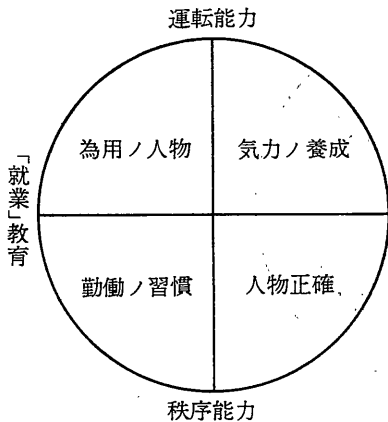 運転能力
為用ノ人物
気力ノ養成
「就業」教育
勤働ノ習慣
人物正確
秩序能力